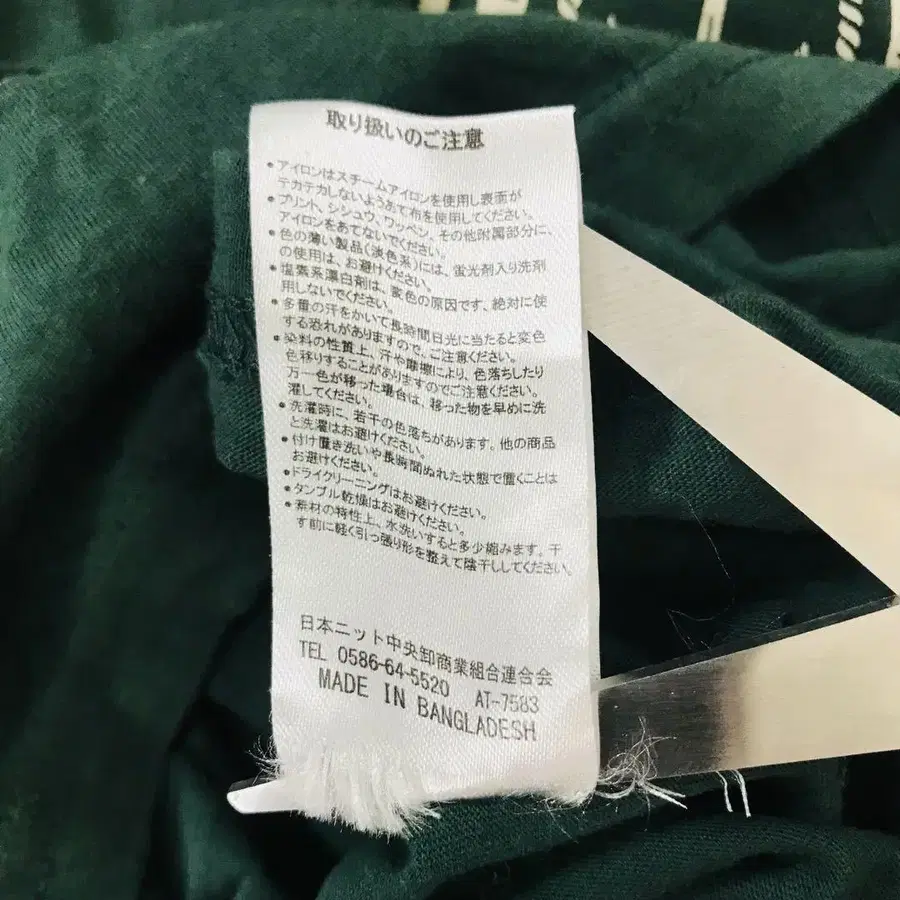 取り扱いのご注意
●アイロンはスチームアイロンを使用し表面が
テカテカしないようあて布を使用してください。
●プリント、シシュウ、ワッペン、その他附属部分に、
アイロンをあてないでください。
●色の薄い製品(淡色系)には、蛍光剤入り洗剤
の使用は、お避けください。
●塩素系漂白剤は、変色の原因です、絶対に使
用しないでください。
●多量の汗をかいて長時間日光に当たると変色
する恐れがありますので、ご注意ください。
●染料の性質上、汗や摩擦により、色落ちしたり
色移りすることがありますのでご注意ください。
万一色が移った場合は、移った物を早めに洗
濯してください。
●洗濯時に、若干の色落ちがあります。他の商品
と洗濯はお避けください。
●付け置き洗いや長時間ぬれた状態で置くことは
お避けください。
●ドライクリーニングはお避けください。
●タンブル乾燥はお避けください。
●素材の特性上、水洗いすると多少縮みます。干
す前に軽く引っ張り形を整えて陰干ししてください。
日本ニット中央卸商業組合連合会
TEL 0586-64-5520 AT-7583
MADE IN BANGLADESH